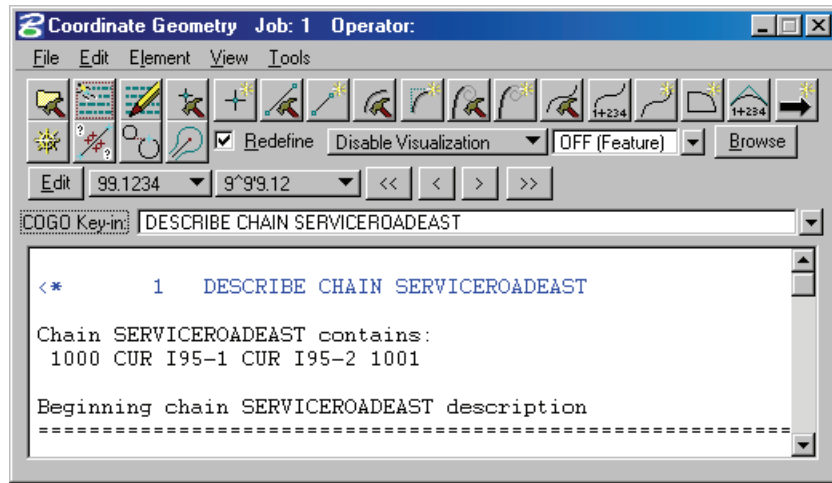 Coordinate Geometry Job: 1 Operator:
File Edit Element View Tools
1+234 1+234
? ? Redefine Disable Visualization OFF (Feature) Browse
Edit 99.1234 9^9'9.12 << < > >>
COGO Key-in: DESCRIBE CHAIN SERVICEROADEAST
<* 1 DESCRIBE CHAIN SERVICEROADEAST
Chain SERVICEROADEAST contains:
1000 CUR I95-1 CUR I95-2 1001
Beginning chain SERVICEROADEAST description
===========================================================